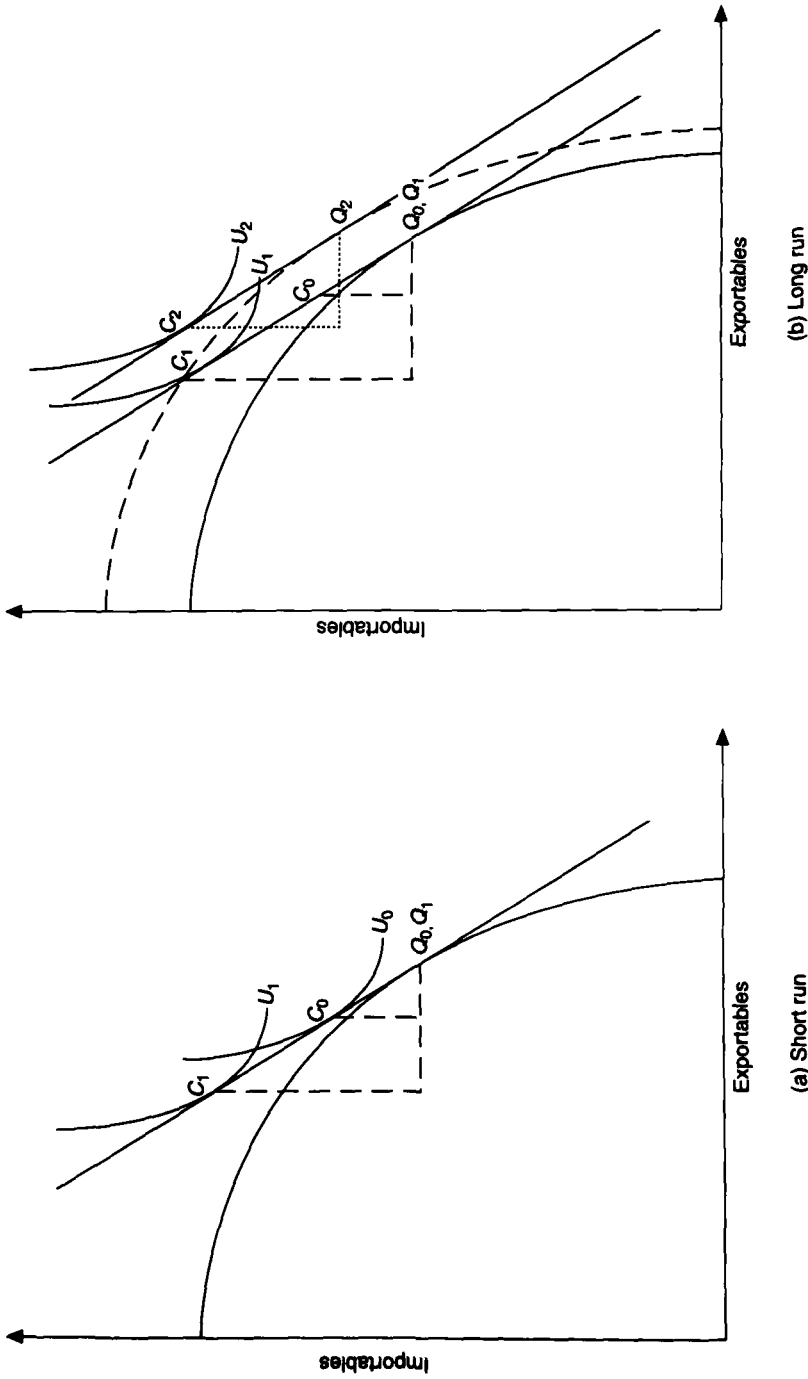 Importables
C₁
U₁
C₀
U₀
Q₀, Q₁
Exportables
(a) Short run
Importables
C₂
U₂
C₁
U₁
C₀
Q₂
Q₀, Q₁
Exportables
(b) Long run